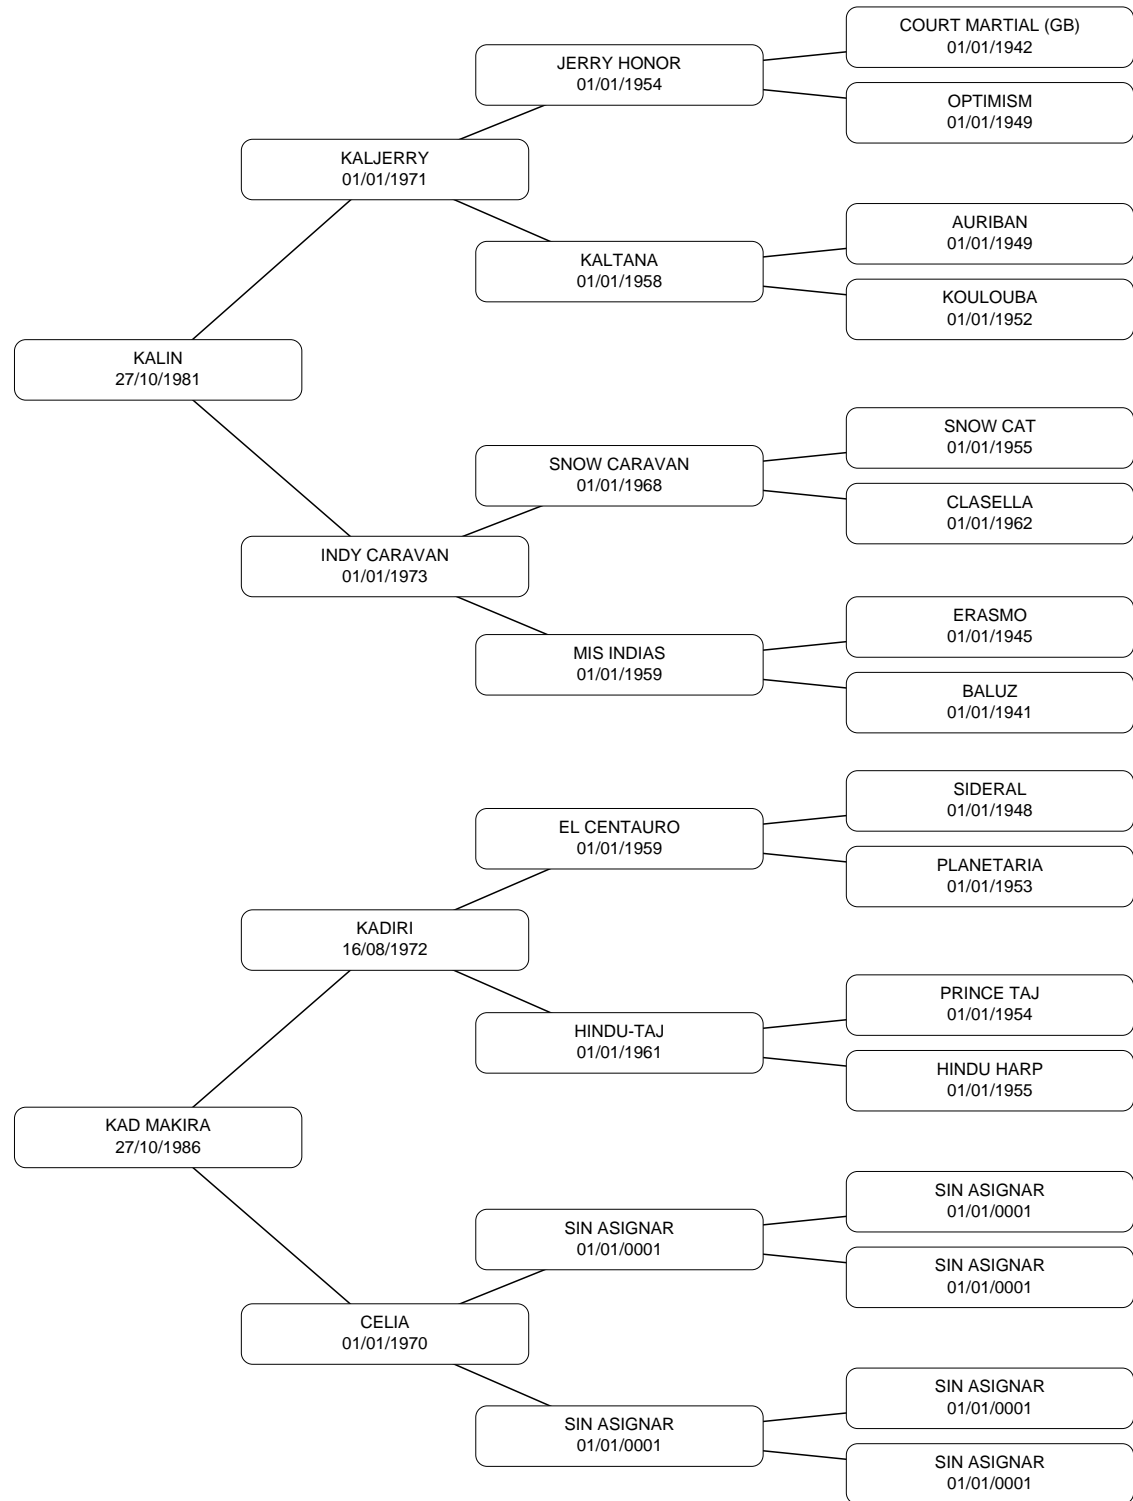 COURT MARTIAL (GB)
01/01/1942
JERRY HONOR
01/01/1954
OPTIMISM
01/01/1949
KALJERRY
01/01/1971
AURIBAN
01/01/1949
KALTANA
01/01/1958
KOULOUBA
01/01/1952
KALIN
27/10/1981
SNOW CAT
01/01/1955
SNOW CARAVAN
01/01/1968
CLASELLA
01/01/1962
INDY CARAVAN
01/01/1973
ERASMO
01/01/1945
MIS INDIAS
01/01/1959
BALUZ
01/01/1941
SIDERAL
01/01/1948
EL CENTAURO
01/01/1959
PLANETARIA
01/01/1953
KADIRI
16/08/1972
PRINCE TAJ
01/01/1954
HINDU-TAJ
01/01/1961
HINDU HARP
01/01/1955
KAD MAKIRA
27/10/1986
SIN ASIGNAR
01/01/0001
SIN ASIGNAR
01/01/0001
SIN ASIGNAR
01/01/0001
CELIA
01/01/1970
SIN ASIGNAR
01/01/0001
SIN ASIGNAR
01/01/0001
SIN ASIGNAR
01/01/0001